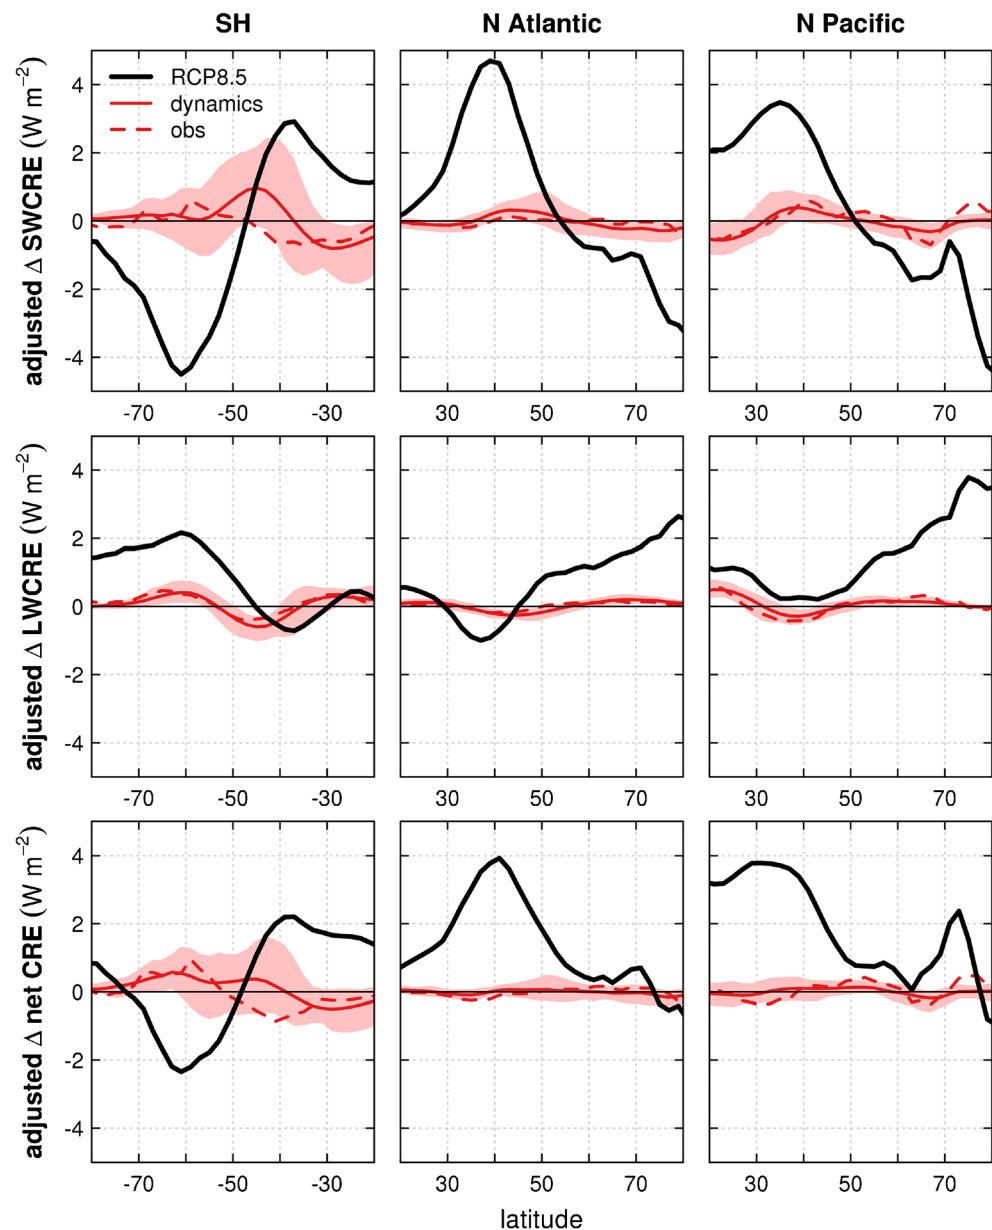 SH N Atlantic N Pacific
adjusted Δ SWCRE (W m⁻²)
RCP8.5
dynamics
obs
4
2
0
-2
-4
-70 -50 -30 30 50 70 30 50 70
adjusted Δ LWCRE (W m⁻²)
4
2
0
-2
-4
-70 -50 -30 30 50 70 30 50 70
adjusted Δ net CRE (W m⁻²)
4
2
0
-2
-4
-70 -50 -30 30 50 70 30 50 70
latitude